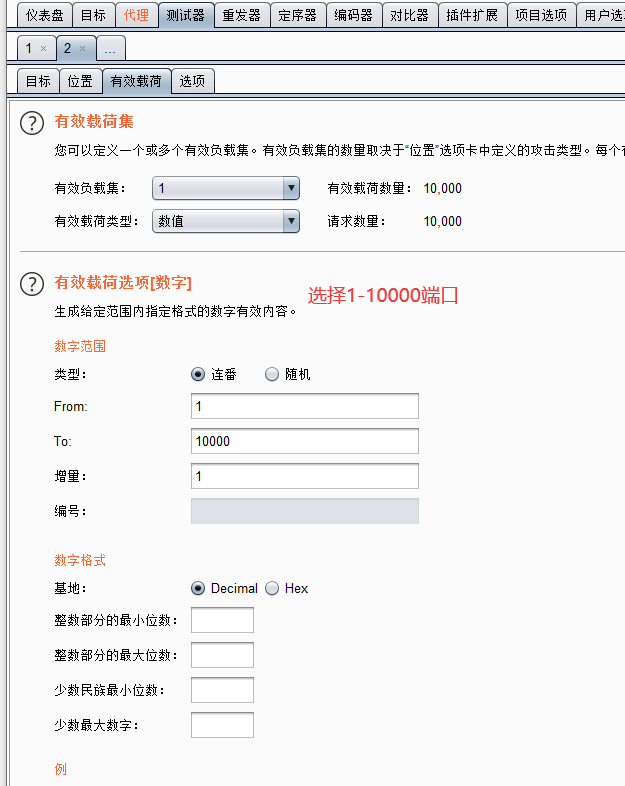 仪表盘 目标 代理 测试器 重发器 定序器 编码器 对比器 插件扩展 项目选项 用户选
1 × 2 × ...
目标 位置 有效载荷 选项
? 有效载荷集
您可以定义一个或多个有效负载集。有效负载集的数量取决于“位置”选项卡中定义的攻击类型。每个
有效负载集： 1 有效载荷数量： 10,000
有效载荷类型： 数值 请求数量： 10,000
? 有效载荷选项[数字]
选择1-10000端口
生成给定范围内指定格式的数字有效内容。
数字范围
类型： 连番 随机
From: 1
To: 10000
增量： 1
编号：
数字格式
基地： Decimal Hex
整数部分的最小位数：
整数部分的最大位数：
少数民族最小位数：
少数最大数字：
例